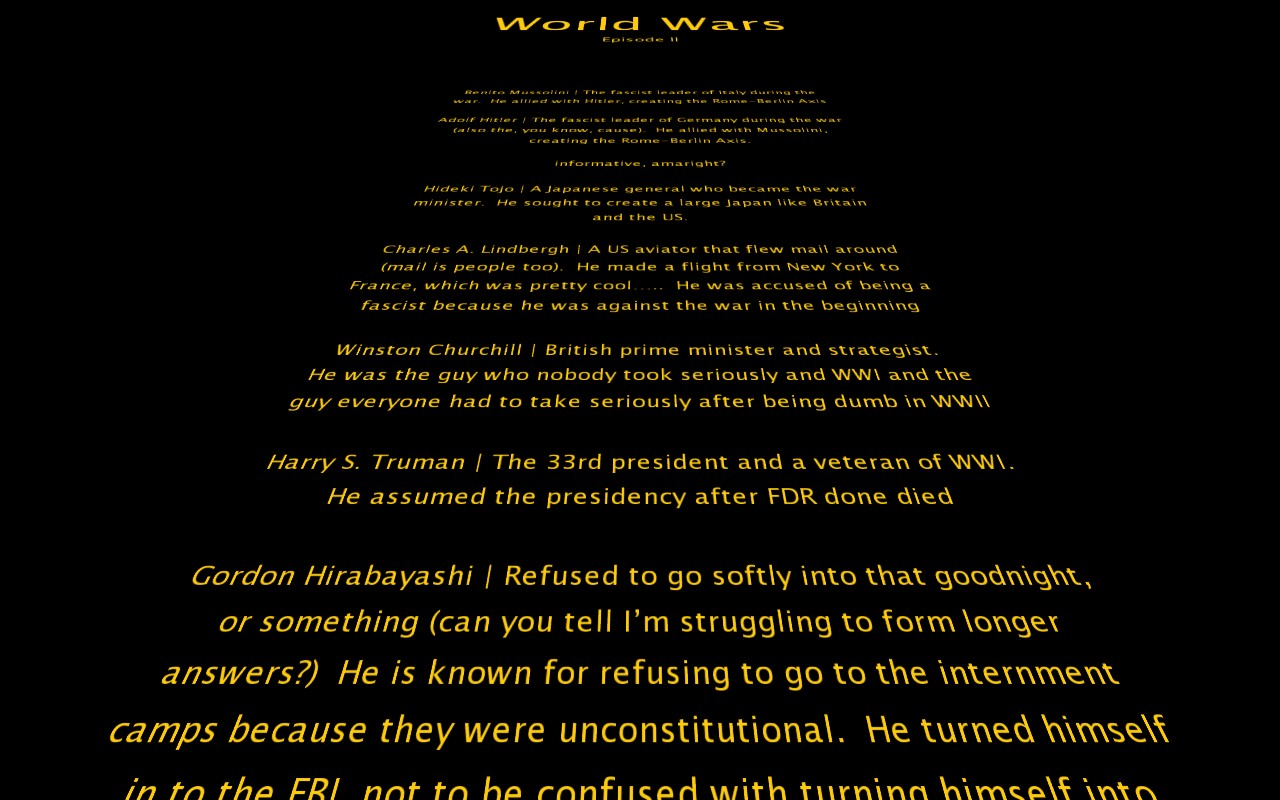 World Wars
Episode II
Benito Mussolini | The fascist leader of Italy during the
war.  He allied with Hitler, creating the Rome-Berlin Axis
Adolf Hitler | The fascist leader of Germany during the war
(also the, you know, cause).  He allied with Mussolini,
creating the Rome-Berlin Axis.
informative, amaright?
Hideki Tojo | A Japanese general who became the war
minister.  He sought to create a large Japan like Britain
and the US.
Charles A. Lindbergh | A US aviator that flew mail around
(mail is people too).  He made a flight from New York to
France, which was pretty cool.....  He was accused of being a
fascist because he was against the war in the beginning
Winston Churchill | British prime minister and strategist.
He was the guy who nobody took seriously and WWI and the
guy everyone had to take seriously after being dumb in WWII
Harry S. Truman | The 33rd president and a veteran of WWI.
He assumed the presidency after FDR done died
Gordon Hirabayashi | Refused to go softly into that goodnight,
or something (can you tell I’m struggling to form longer
answers?)  He is known for refusing to go to the internment
camps because they were unconstitutional.  He turned himself
in to the FBI, not to be confused with turning himself into